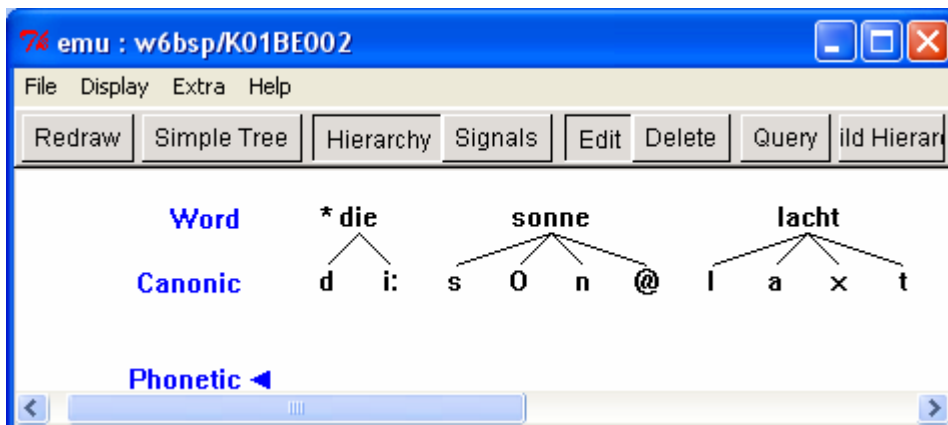 emu : w6bsp/K01BE002
File Display Extra Help
Redraw Simple Tree Hierarchy Signals Edit Delete Query ild Hierar
Word * die sonne lacht
Canonic d i: s O n @ l a x t
Phonetic